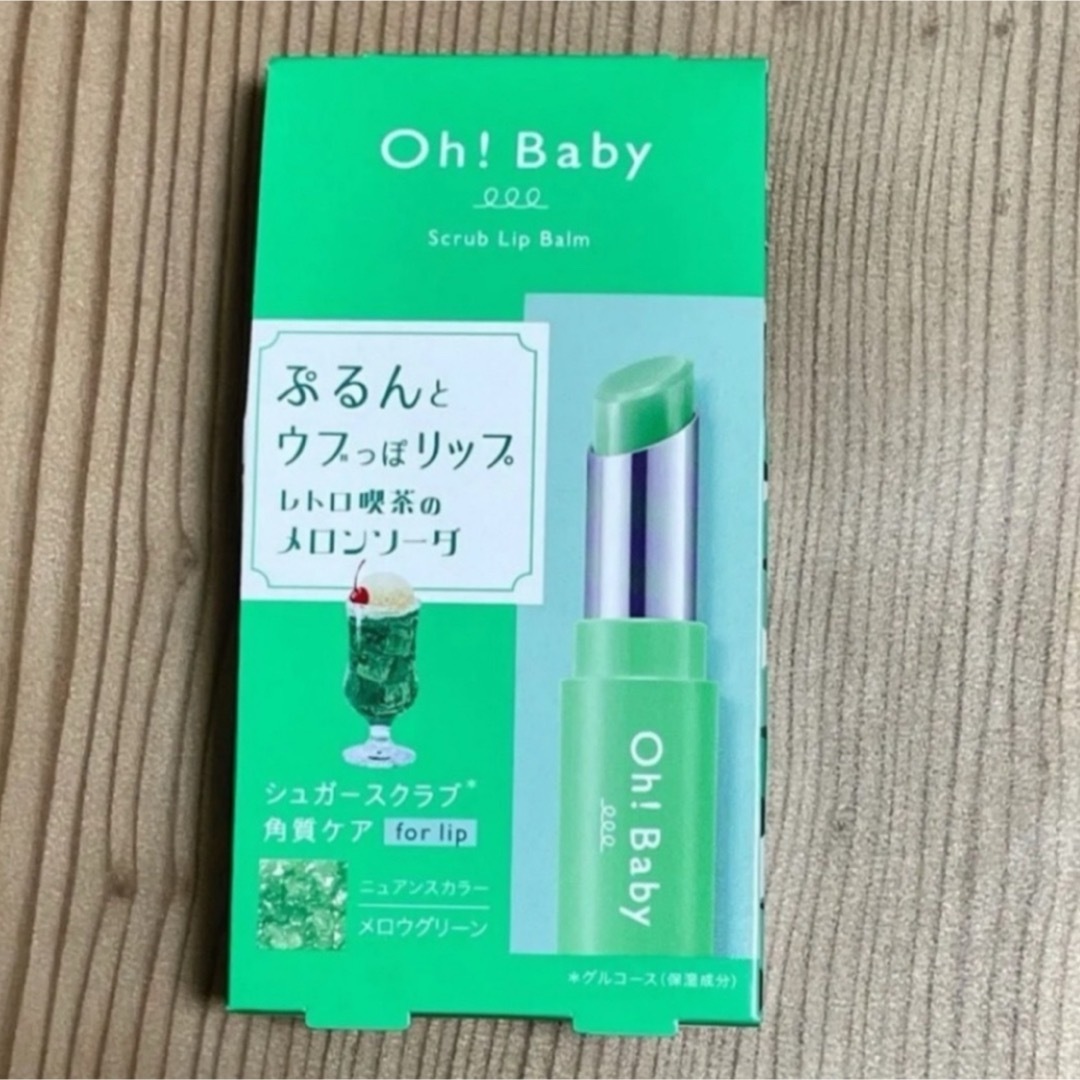 Oh! Baby
Scrub Lip Balm
ぷるんと
ウブっぽリップ。
レトロ喫茶の
メロンソーダ
シュガースクラブ*
角質ケア for lip
ニュアンスカラー
メロウグリーン
Oh! Baby
*グルコース(保湿成分)